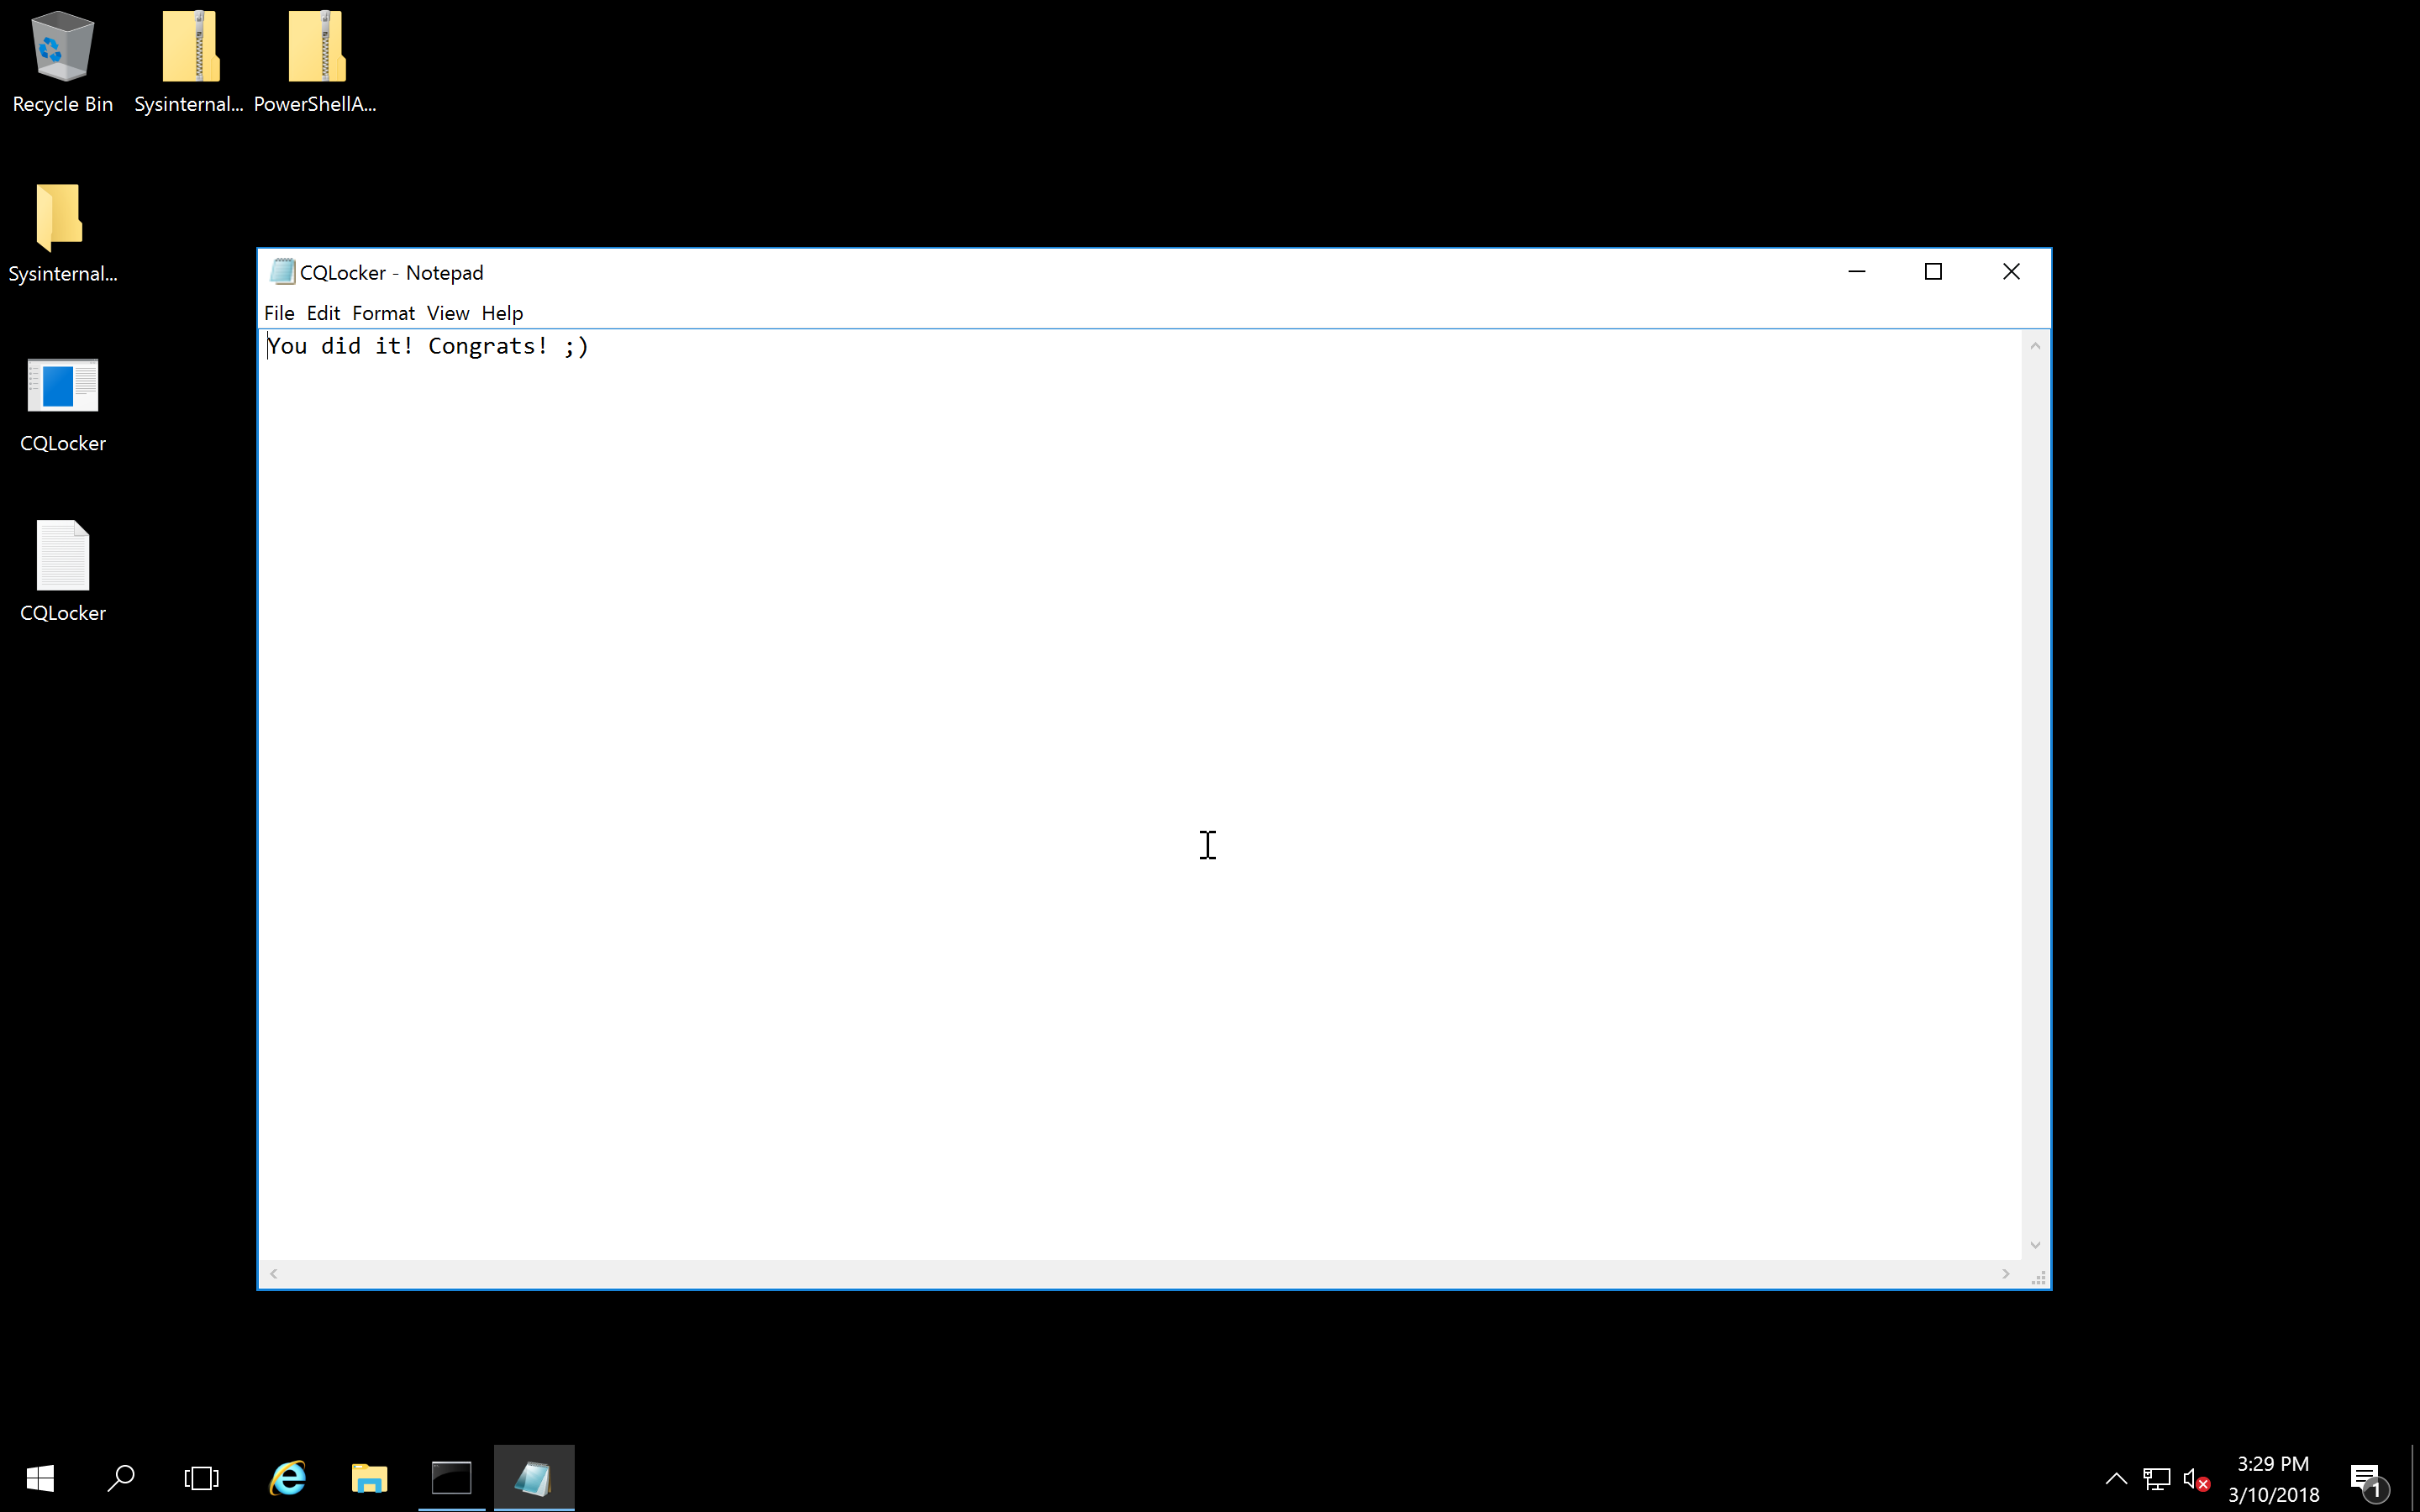 Recycle Bin
Sysinternal...
PowerShellA...
Sysinternal...
CQLocker
CQLocker
CQLocker - Notepad
File Edit Format View Help
You did it! Congrats! ;)
3:29 PM
3/10/2018
1